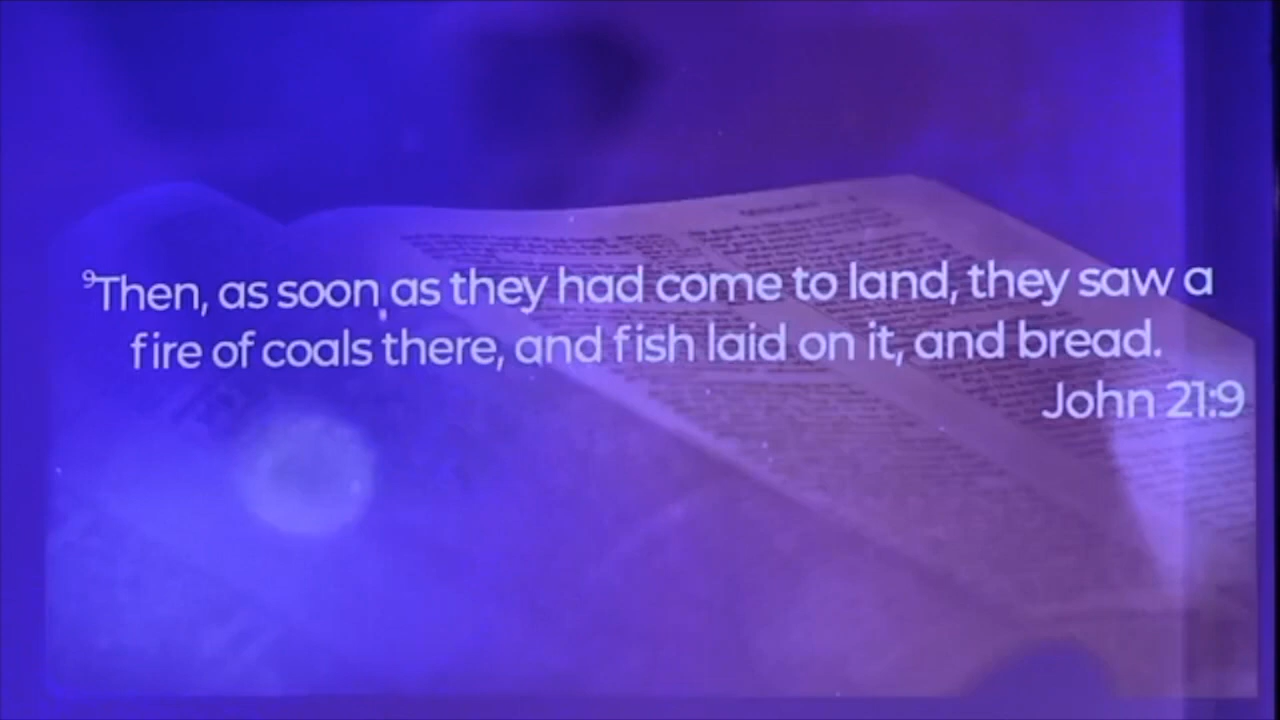 ⁹Then, as soon as they had come to land, they saw a
fire of coals there, and fish laid on it, and bread.
John 21:9